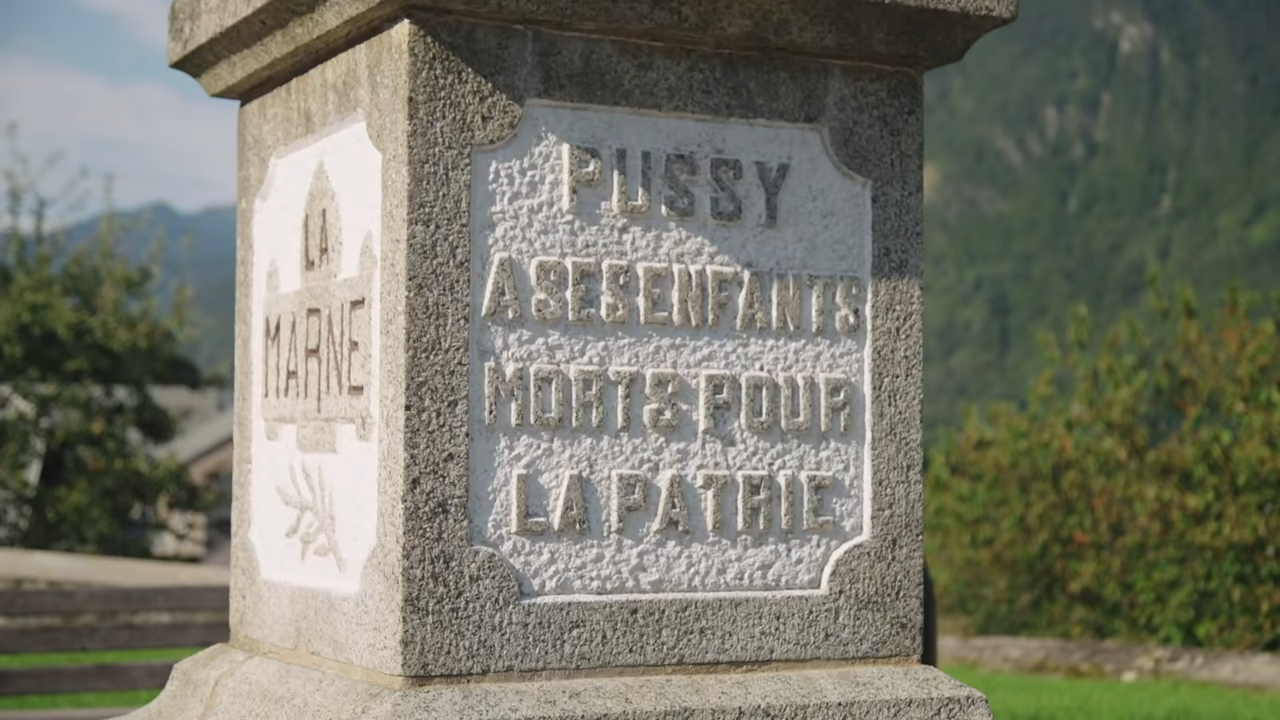 LA
MARNE
PUSSY
A SES ENFANTS
MORTS POUR
LA PATRIE